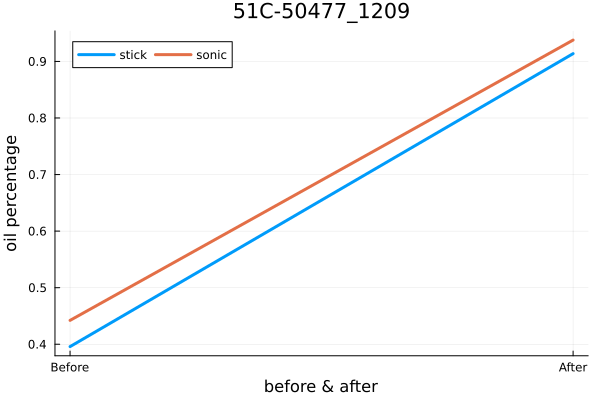 51C-50477_1209
stick sonic
oil percentage
0.9
0.8
0.7
0.6
0.5
0.4
Before After
before & after